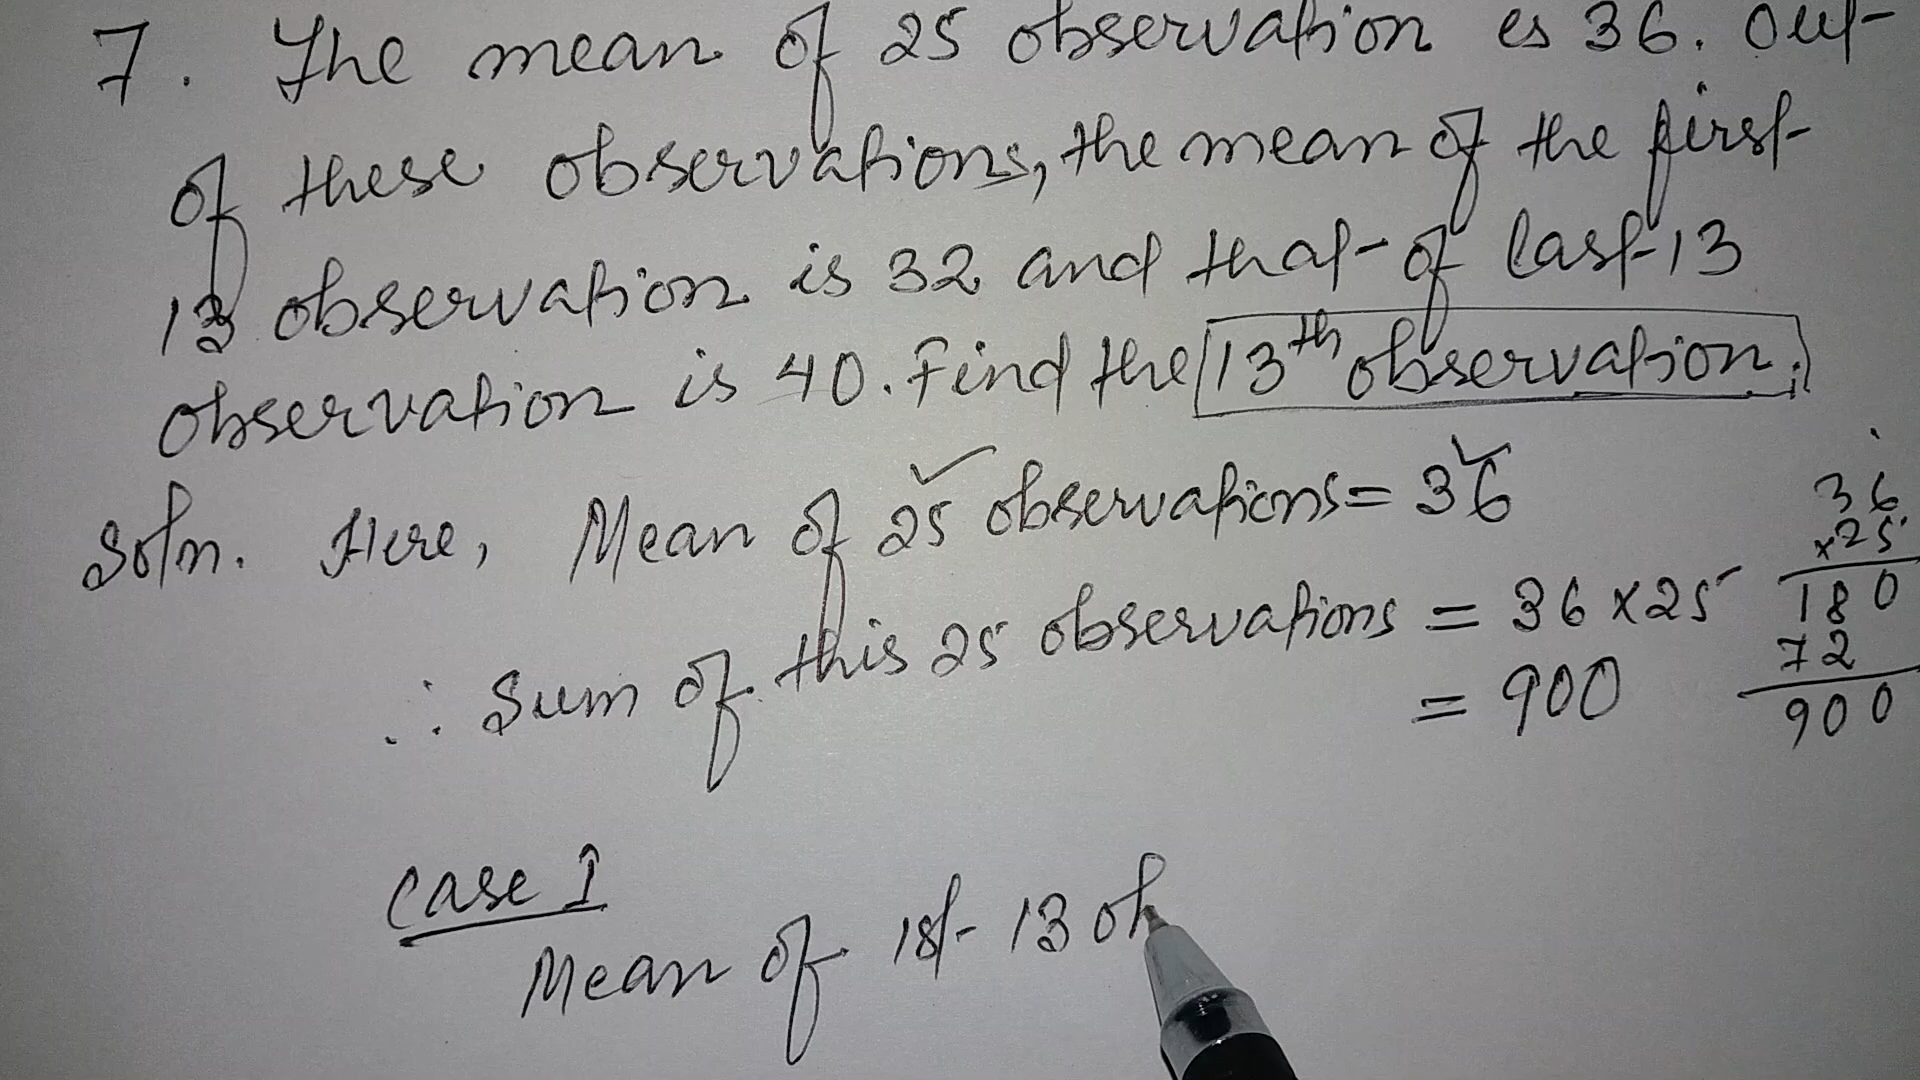 7. The mean of 25 observation is 36. Out
of these observations, the mean of the first
13 observation is 32 and that of last 13
observation is 40. Find the 13th observation.
Soln. Here, Mean of 25 observations = 36
∴ Sum of this 25 observations = 36 x 25
= 900
36
x25
180
72
900
Case I
Mean of 1st 13 ob